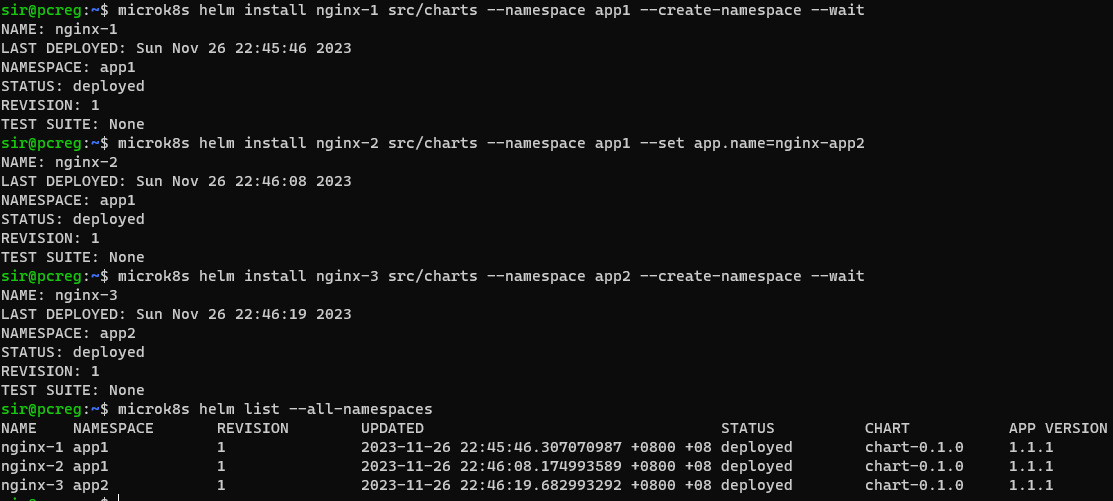 sir@pcreg:~$ microk8s helm install nginx-1 src/charts --namespace app1 --create-namespace --wait
NAME: nginx-1
LAST DEPLOYED: Sun Nov 26 22:45:46 2023
NAMESPACE: app1
STATUS: deployed
REVISION: 1
TEST SUITE: None
sir@pcreg:~$ microk8s helm install nginx-2 src/charts --namespace app1 --set app.name=nginx-app2
NAME: nginx-2
LAST DEPLOYED: Sun Nov 26 22:46:08 2023
NAMESPACE: app1
STATUS: deployed
REVISION: 1
TEST SUITE: None
sir@pcreg:~$ microk8s helm install nginx-3 src/charts --namespace app2 --create-namespace --wait
NAME: nginx-3
LAST DEPLOYED: Sun Nov 26 22:46:19 2023
NAMESPACE: app2
STATUS: deployed
REVISION: 1
TEST SUITE: None
sir@pcreg:~$ microk8s helm list --all-namespaces
NAME NAMESPACE REVISION UPDATED STATUS CHART APP VERSION
nginx-1 app1 1 2023-11-26 22:45:46.307070987 +0800 +08 deployed chart-0.1.0 1.1.1
nginx-2 app1 1 2023-11-26 22:46:08.174993589 +0800 +08 deployed chart-0.1.0 1.1.1
nginx-3 app2 1 2023-11-26 22:46:19.682993292 +0800 +08 deployed chart-0.1.0 1.1.1
sir@pcreg:~$